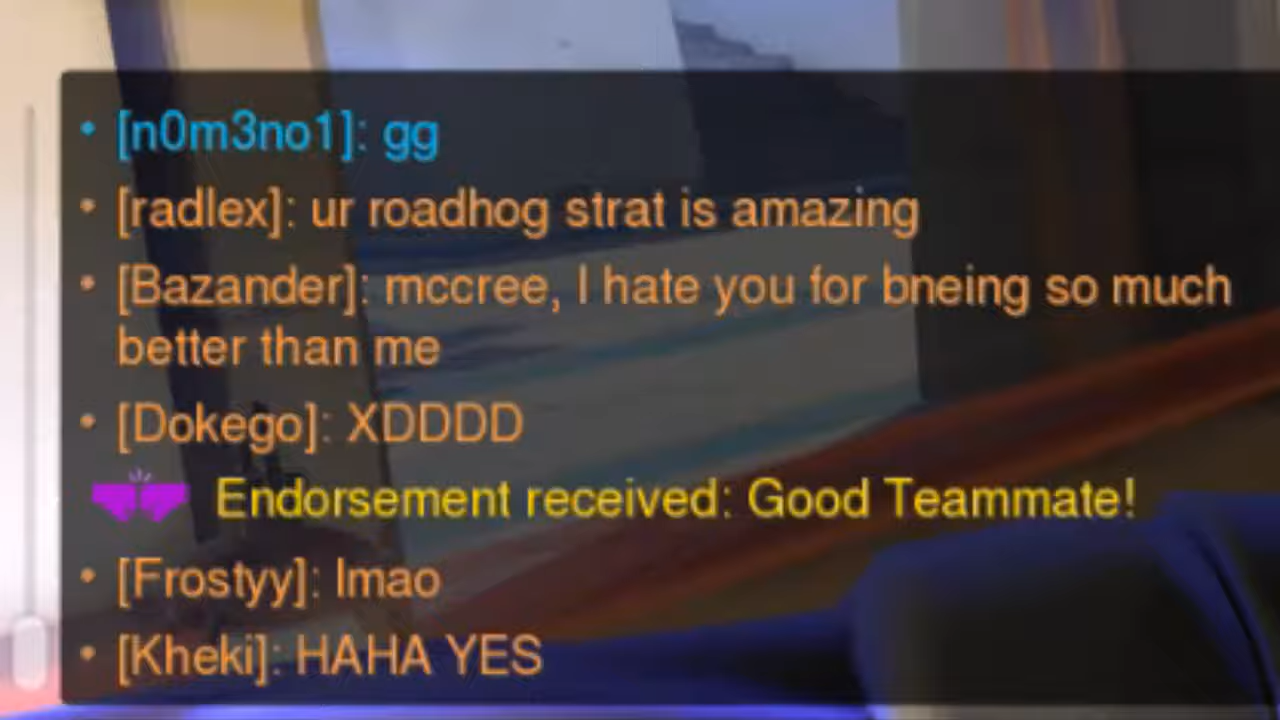 [n0m3no1]: gg
[radlex]: ur roadhog strat is amazing
[Bazander]: mccree, I hate you for bneing so much
better than me
[Dokego]: XDDDD
Endorsement received: Good Teammate!
[Frostyy]: lmao
[Kheki]: HAHA YES